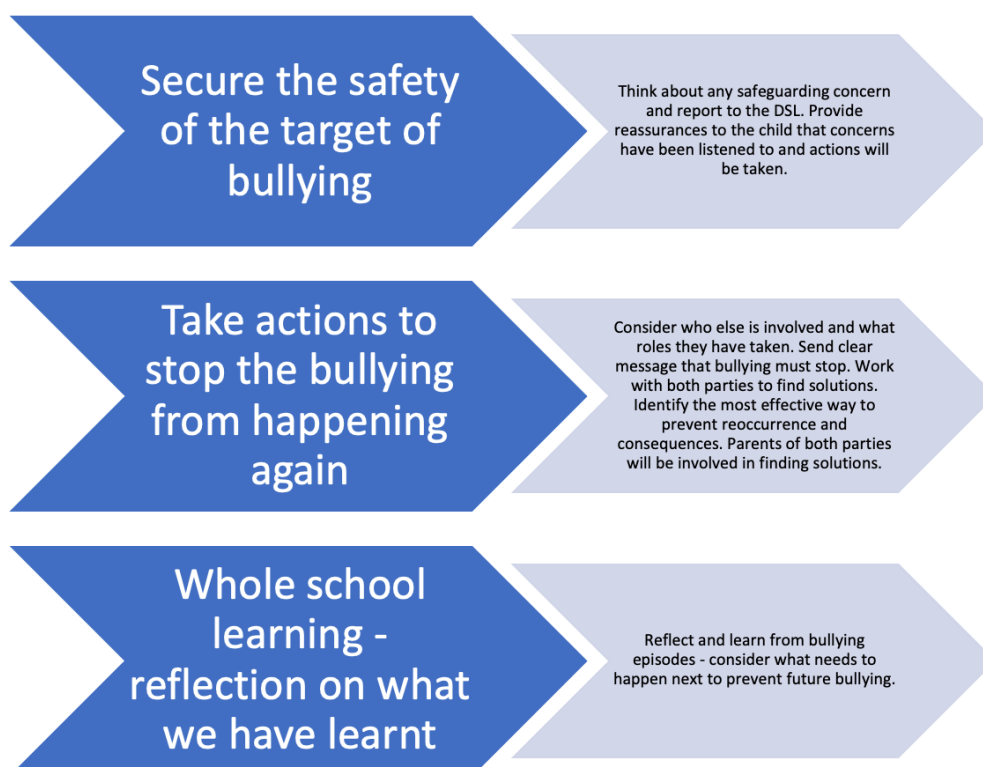 Secure the safety
of the target of
bullying
Think about any safeguarding concern
and report to the DSL. Provide
reassurances to the child that concerns
have been listened to and actions will
be taken.
Take actions to
stop the bullying
from happening
again
Consider who else is involved and what
roles they have taken. Send clear
message that bullying must stop. Work
with both parties to find solutions.
Identify the most effective way to
prevent reoccurrence and
consequences. Parents of both parties
will be involved in finding solutions.
Whole school
learning -
reflection on what
we have learnt
Reflect and learn from bullying
episodes - consider what needs to
happen next to prevent future bullying.